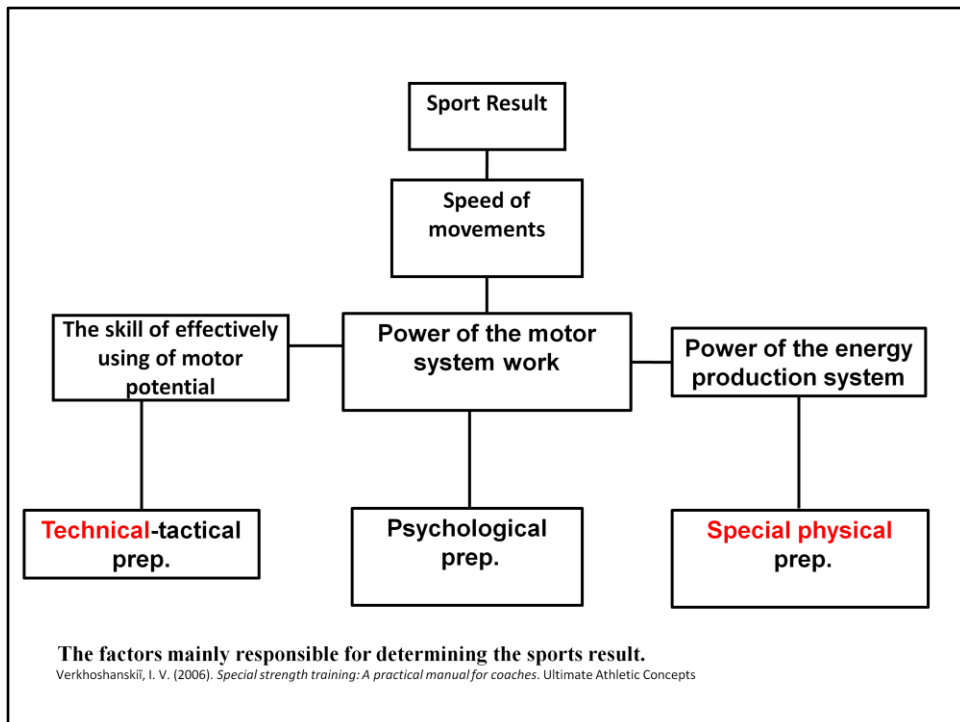 Sport Result
Speed of
movements
The skill of effectively
using of motor
potential
Power of the motor
system work
Power of the energy
production system
Technical-tactical
prep.
Psychological
prep.
Special physical
prep.
The factors mainly responsible for determining the sports result.
Verkhoshanskiĭ, I. V. (2006). Special strength training: A practical manual for coaches. Ultimate Athletic Concepts